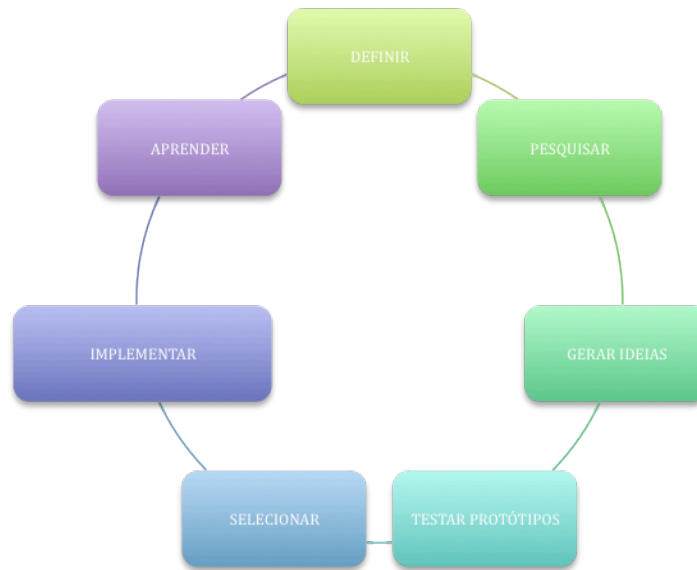 DEFINIR
PESQUISAR
GERAR IDEIAS
TESTAR PROTÓTIPOS
SELECIONAR
IMPLEMENTAR
APRENDER